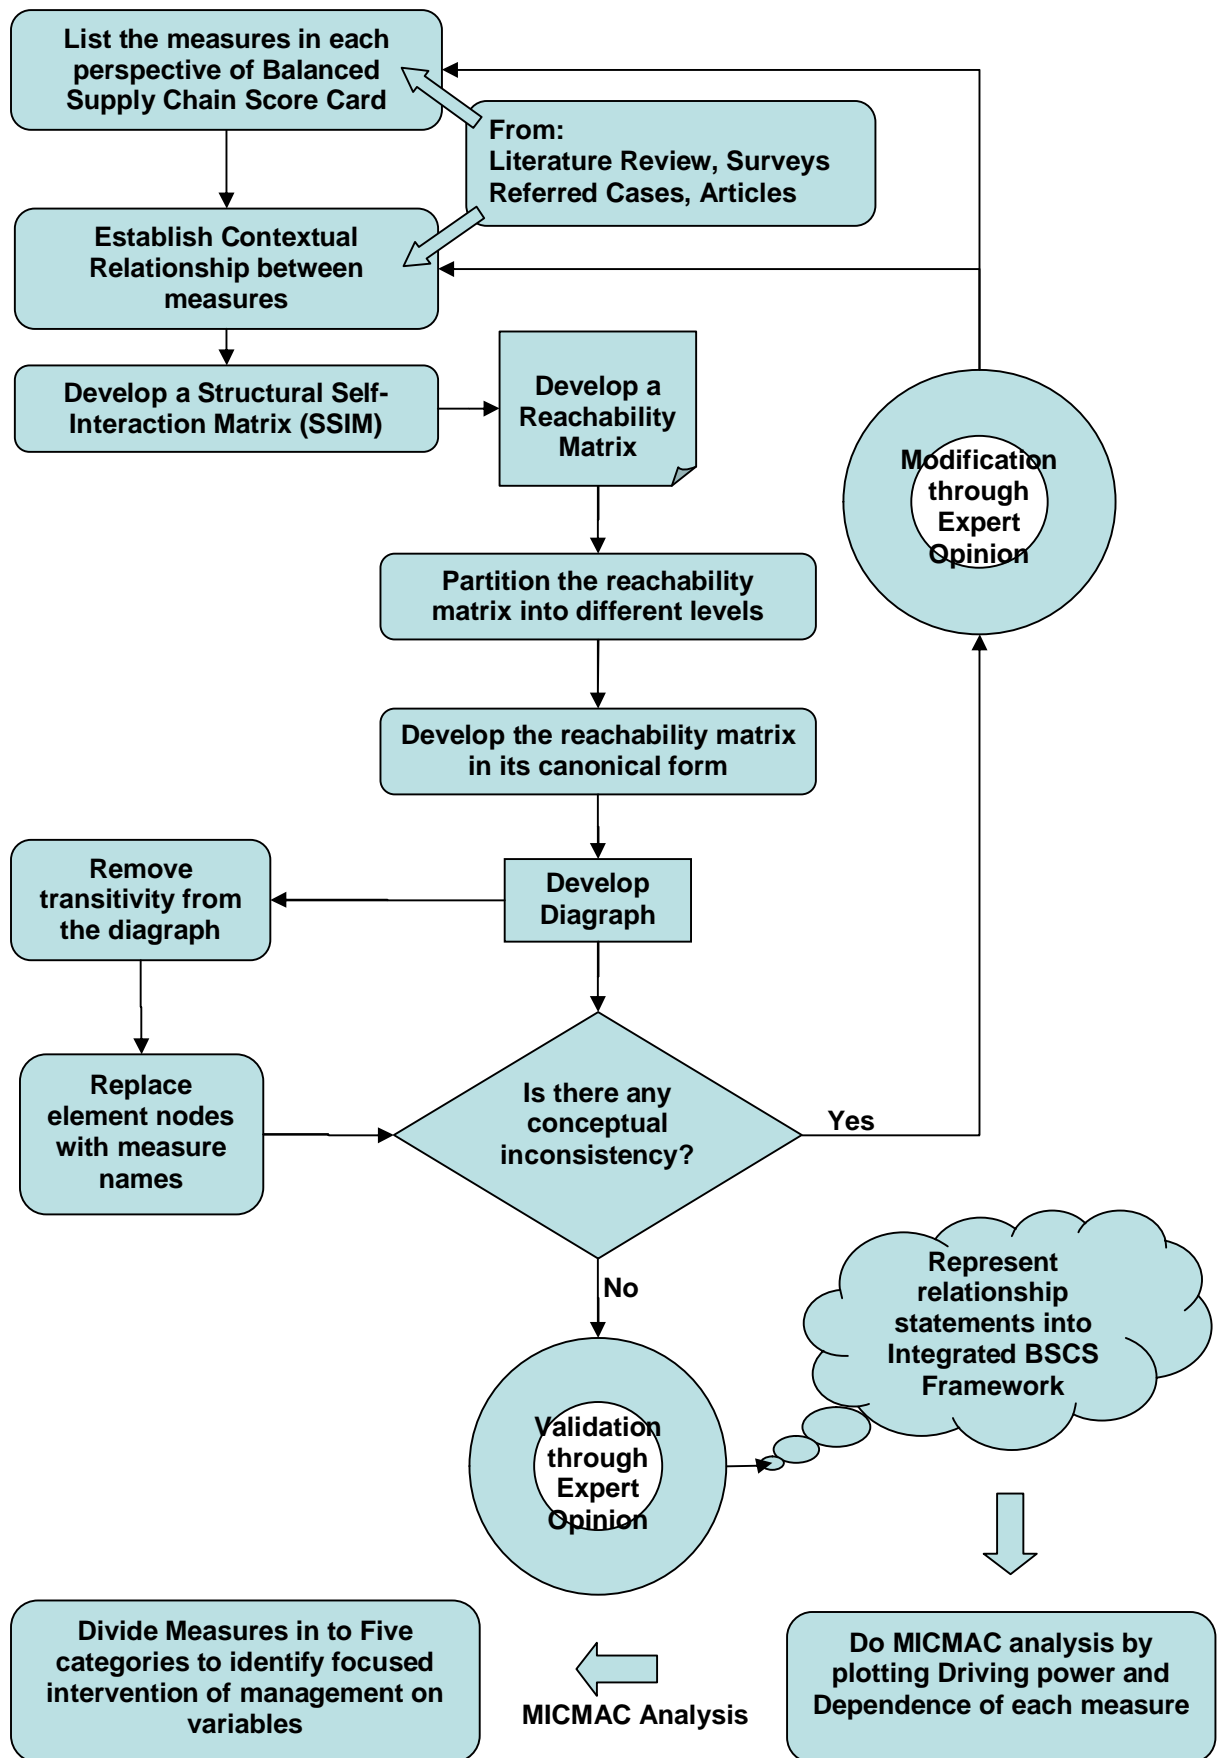 List the measures in each
perspective of Balanced
Supply Chain Score Card
From:
Literature Review, Surveys
Referred Cases, Articles
Establish Contextual
Relationship between
measures
Develop a Structural Self-
Interaction Matrix (SSIM)
Develop a
Reachability
Matrix
Modification
through
Expert
Opinion
Partition the reachability
matrix into different levels
Develop the reachability matrix
in its canonical form
Remove
transitivity from
the diagraph
Develop
Diagraph
Replace
element nodes
with measure
names
Is there any
conceptual
inconsistency?
Yes
No
Represent
relationship
statements into
Integrated BSCS
Framework
Validation
through
Expert
Opinion
Divide Measures in to Five
categories to identify focused
intervention of management on
variables
MICMAC Analysis
Do MICMAC analysis by
plotting Driving power and
Dependence of each measure